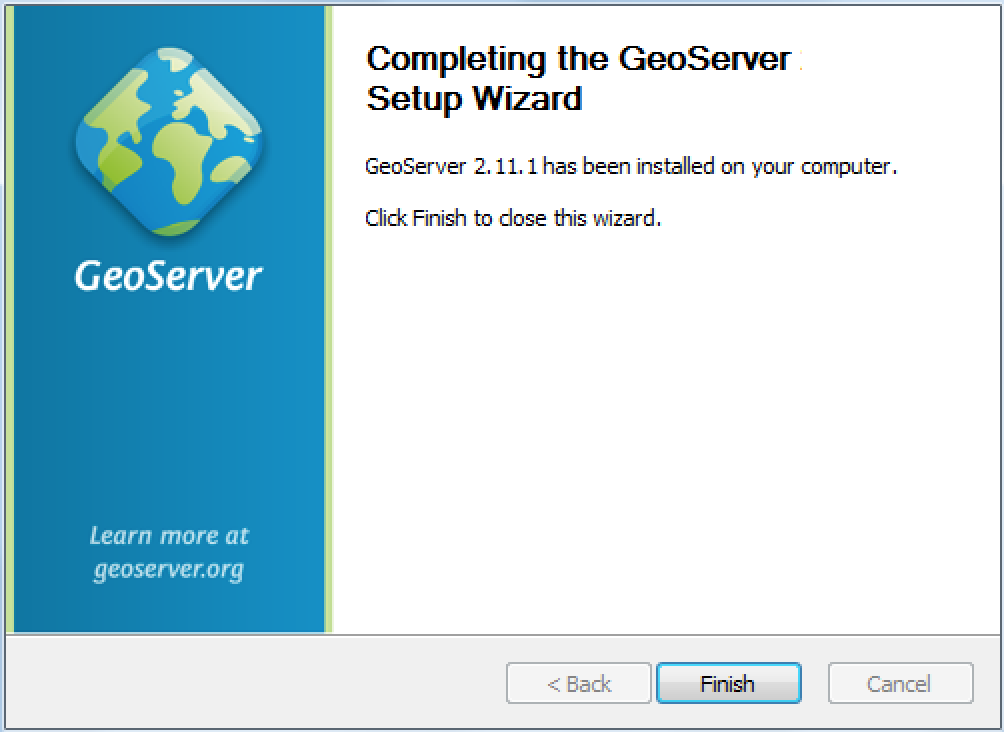 Completing the GeoServer
Setup Wizard
GeoServer 2.11.1 has been installed on your computer.
Click Finish to close this wizard.
GeoServer
Learn more at
geoserver.org
< Back
Finish
Cancel